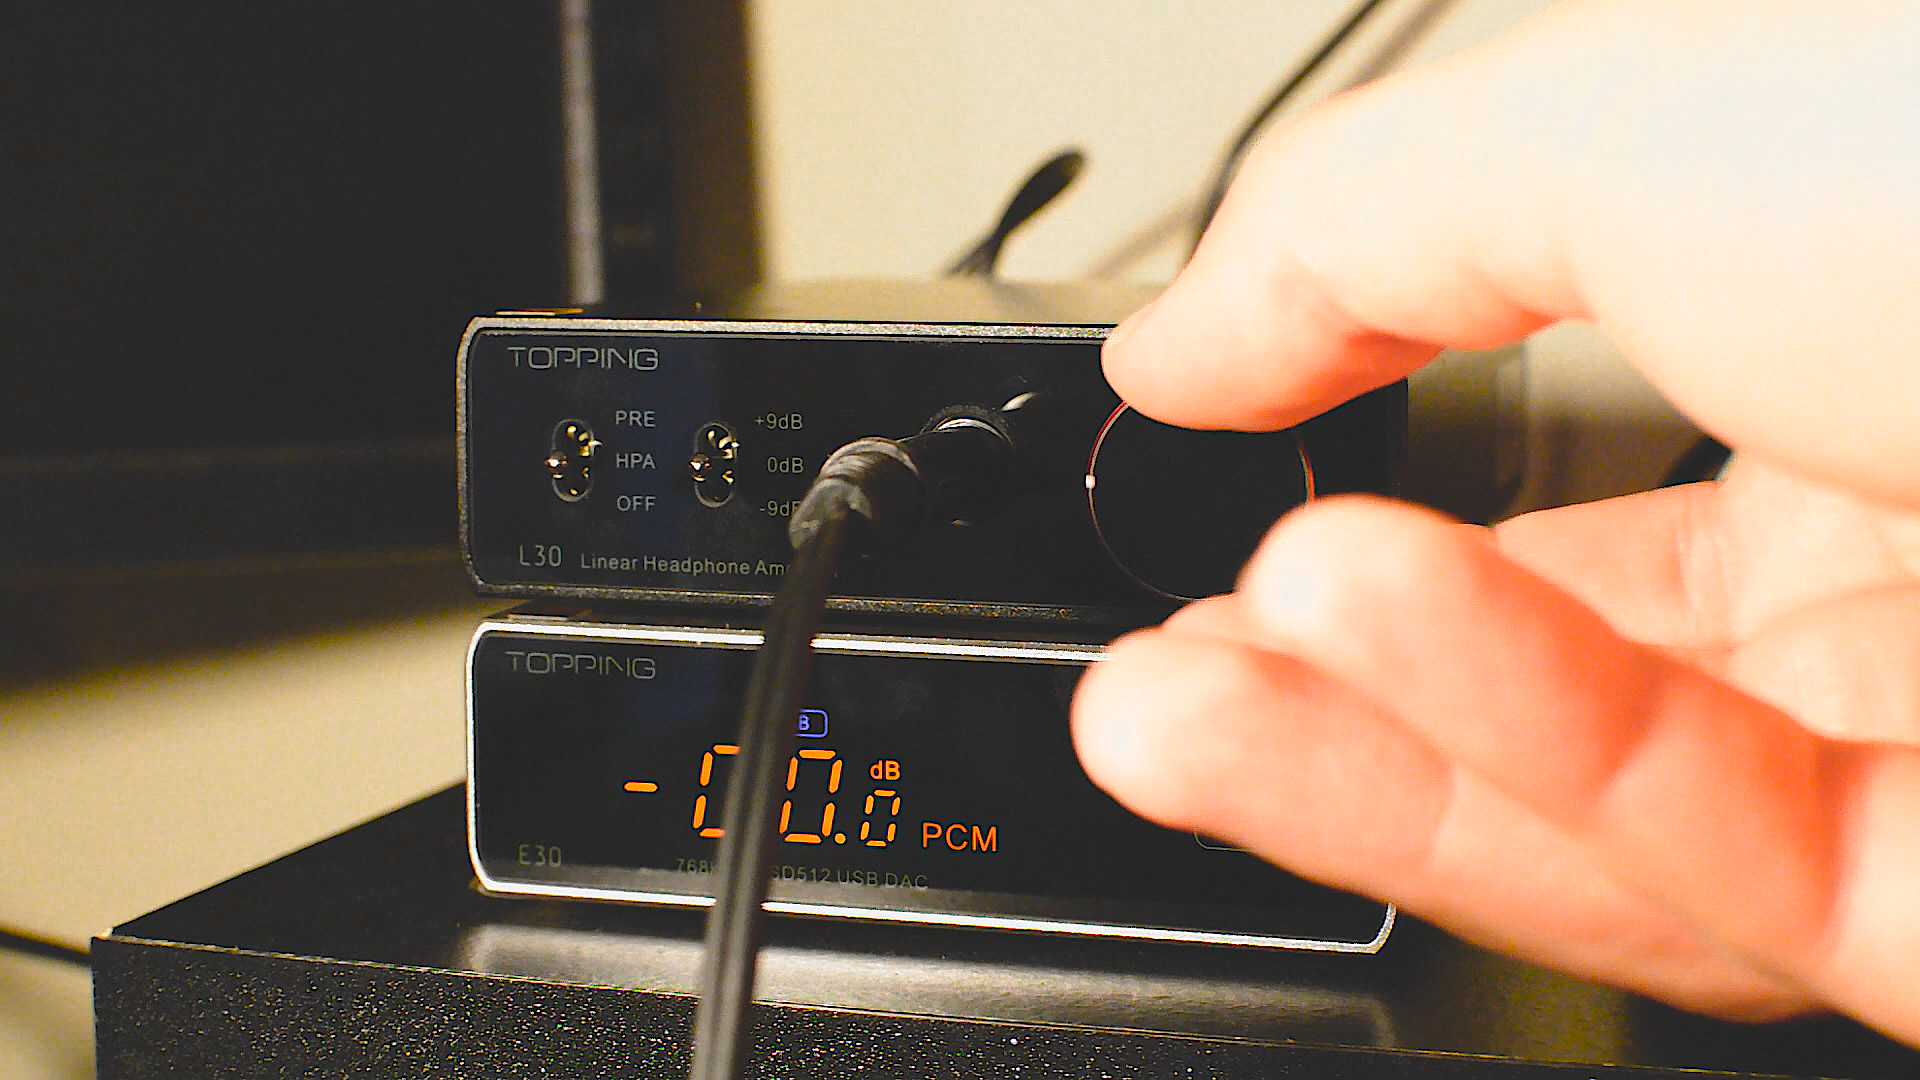 TOPPING
PRE
+9dB
HPA
0dB
OFF
L30 Linear Headphone
TOPPING
dB
-00.0 PCM
E30
USB DAC